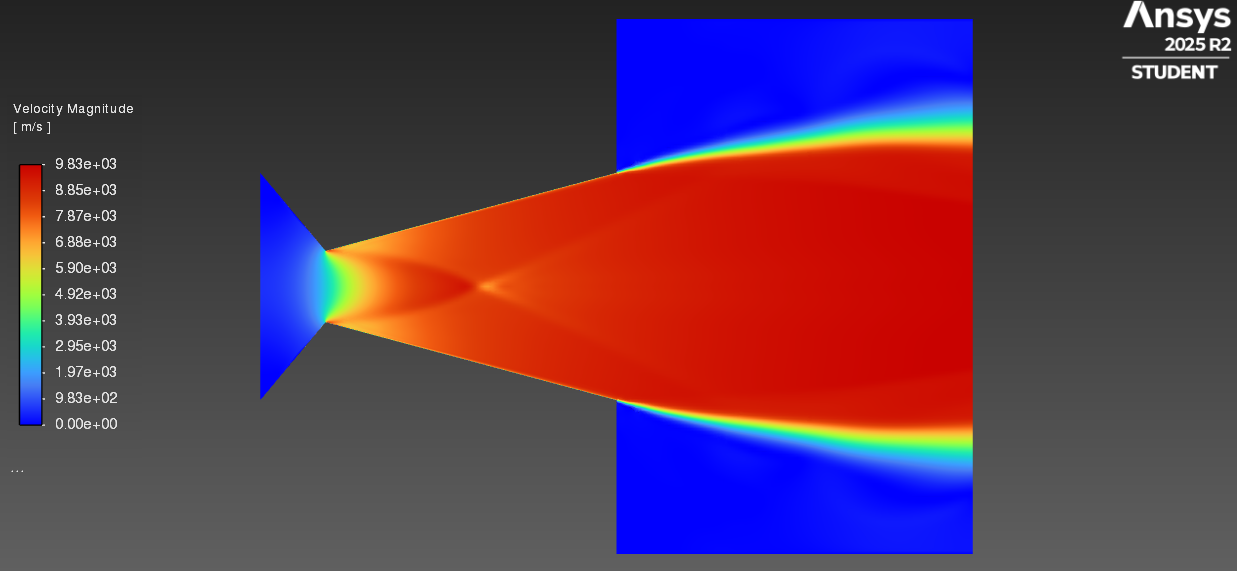 Ansys
2025 R2
STUDENT
Velocity Magnitude
[ m/s ]
9.83e+03
8.85e+03
7.87e+03
6.88e+03
5.90e+03
4.92e+03
3.93e+03
2.95e+03
1.97e+03
9.83e+02
0.00e+00
...